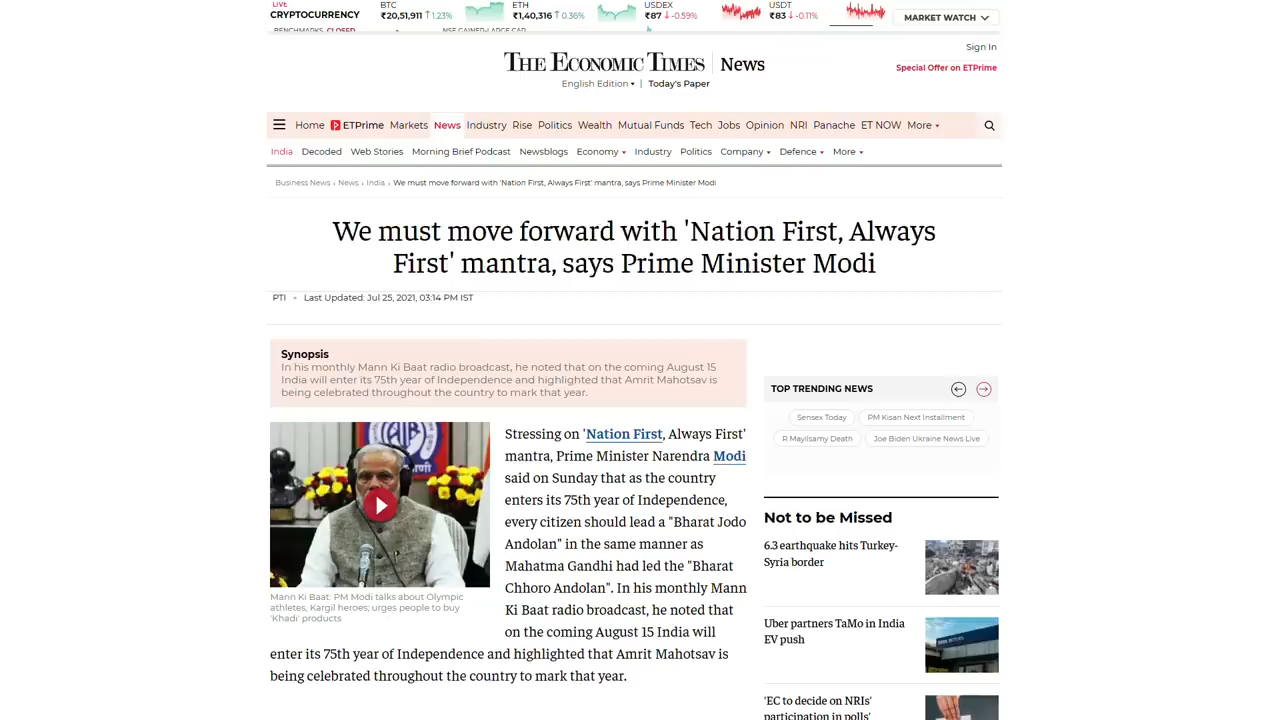 LIVE
CRYPTOCURRENCY
BTC
₹20,51,911 ↑ 1.23%
ETH
₹1,40,316 ↑ 0.36%
USDEX
₹87 ↓ -0.59%
USDT
₹83 ↓ -0.11%
MARKET WATCH
BENCHMARKS CLOSED
NSE GAINER-LARGE CAP
THE ECONOMIC TIMES | News
English Edition | Today's Paper
Sign In
Special Offer on ETPrime
Home ETPrime Markets News Industry Rise Politics Wealth Mutual Funds Tech Jobs Opinion NRI Panache ET NOW More
India Decoded Web Stories Morning Brief Podcast Newsblogs Economy Industry Politics Company Defence More
Business News › News › India › We must move forward with 'Nation First, Always First' mantra, says Prime Minister Modi
We must move forward with 'Nation First, Always
First' mantra, says Prime Minister Modi
PTI • Last Updated: Jul 25, 2021, 03:14 PM IST
Synopsis
In his monthly Mann Ki Baat radio broadcast, he noted that on the coming August 15
India will enter its 75th year of Independence and highlighted that Amrit Mahotsav is
being celebrated throughout the country to mark that year.
Mann Ki Baat: PM Modi talks about Olympic
athletes, Kargil heroes; urges people to buy
'Khadi' products
Stressing on 'Nation First, Always First'
mantra, Prime Minister Narendra Modi
said on Sunday that as the country
enters its 75th year of Independence,
every citizen should lead a "Bharat Jodo
Andolan" in the same manner as
Mahatma Gandhi had led the "Bharat
Chhoro Andolan". In his monthly Mann
Ki Baat radio broadcast, he noted that
on the coming August 15 India will
enter its 75th year of Independence and highlighted that Amrit Mahotsav is
being celebrated throughout the country to mark that year.
TOP TRENDING NEWS
Sensex Today
PM Kisan Next Installment
R Mayilsamy Death
Joe Biden Ukraine News Live
Not to be Missed
6.3 earthquake hits Turkey-
Syria border
Uber partners TaMo in India
EV push
'EC to decide on NRIs'
participation in polls'